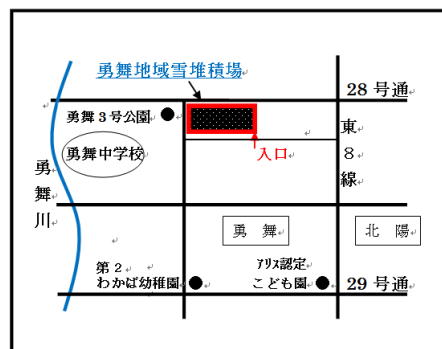 勇舞地域雪堆積場
28号通
勇舞3号公園
東8線
勇舞中学校
入口
勇舞川
勇　舞
北　陽
第2
わかば幼稚園
アリス認定
こども園
29号通